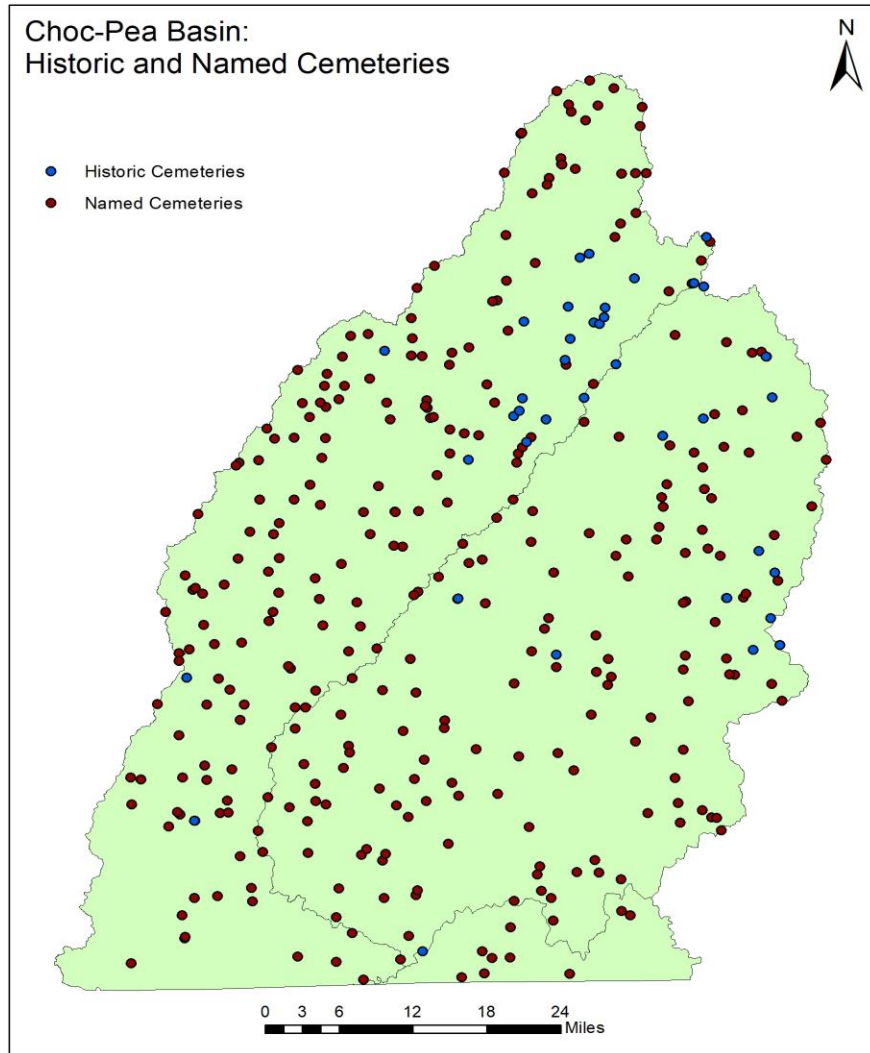 Choc-Pea Basin:
Historic and Named Cemeteries
N
Historic Cemeteries
Named Cemeteries
0 3 6 12 18 24
Miles